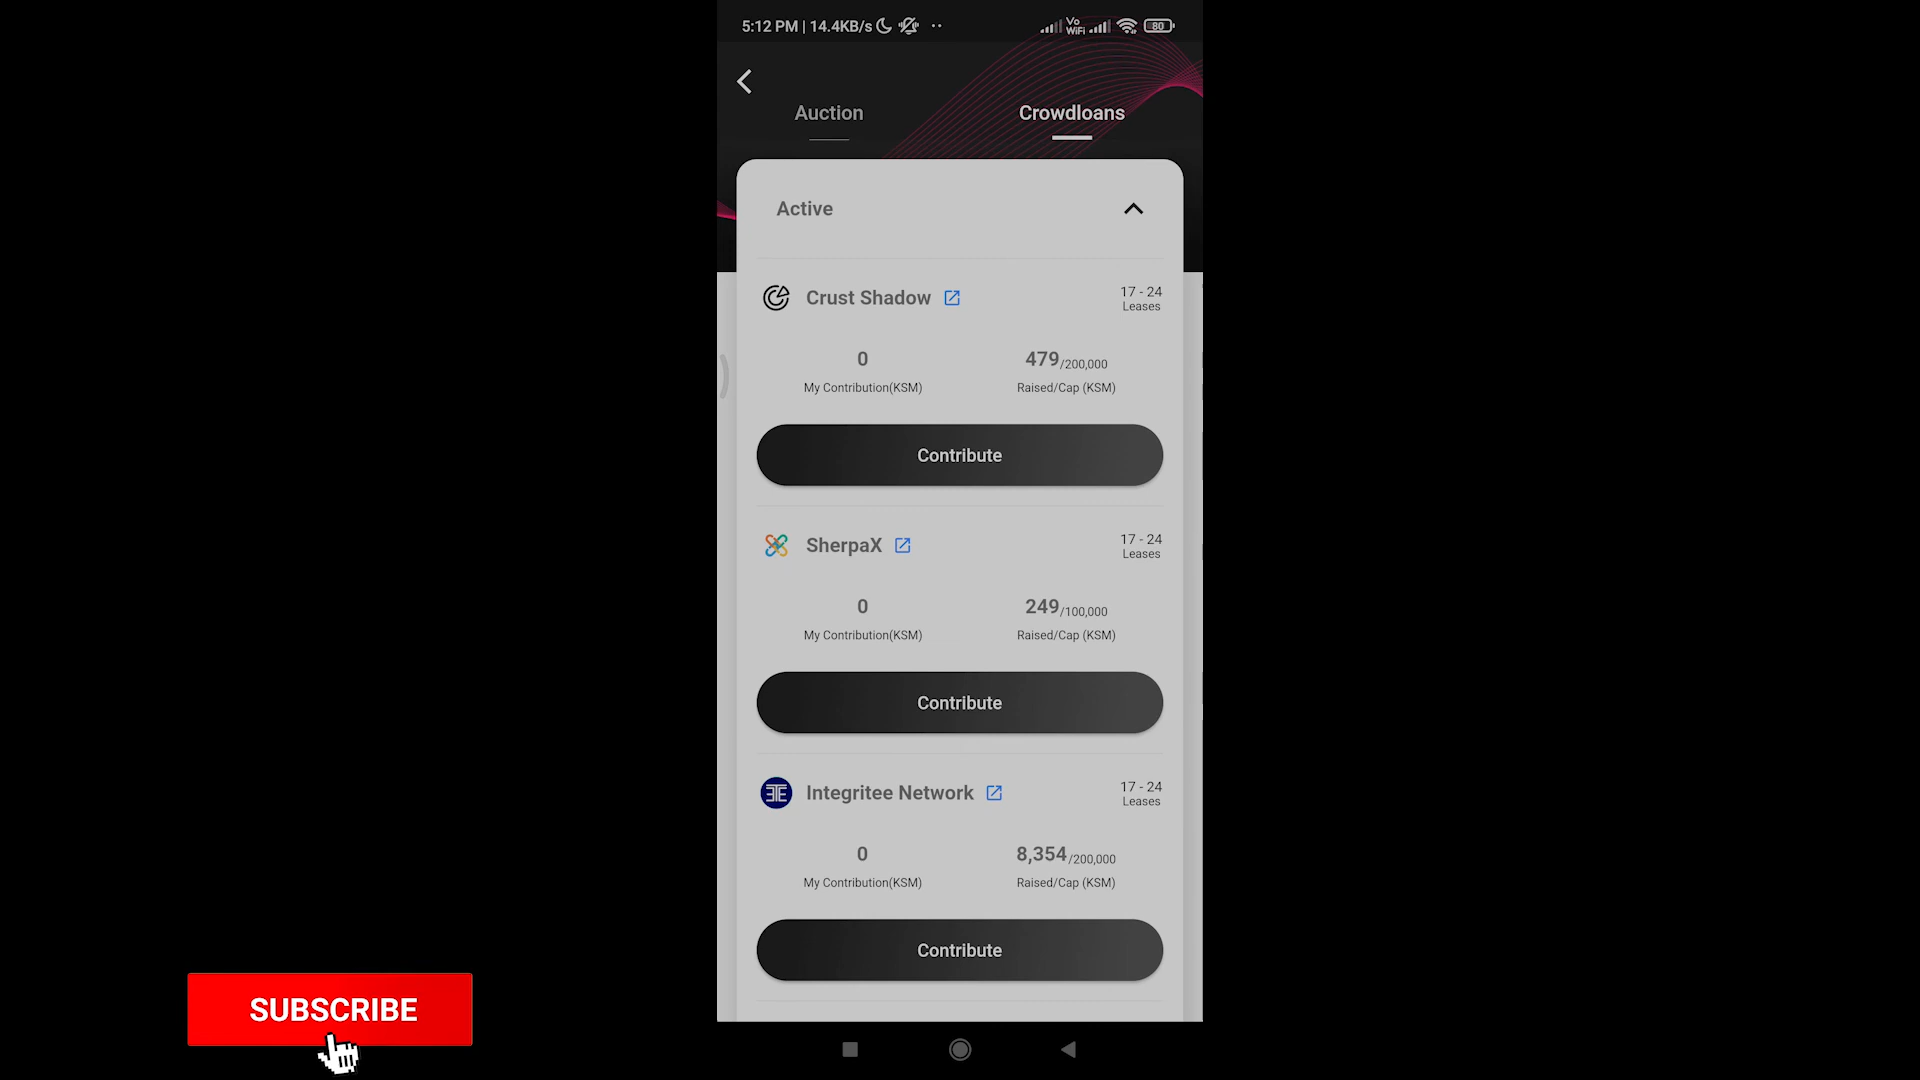 5:12 PM | 14.4KB/s
Vo
WiFi
80
Auction
Crowdloans
Active
Crust Shadow
17 - 24
Leases
0
479/200,000
My Contribution(KSM)
Raised/Cap (KSM)
Contribute
SherpaX
17 - 24
Leases
0
249/100,000
My Contribution(KSM)
Raised/Cap (KSM)
Contribute
Integritee Network
17 - 24
Leases
0
8,354/200,000
My Contribution(KSM)
Raised/Cap (KSM)
Contribute
SUBSCRIBE